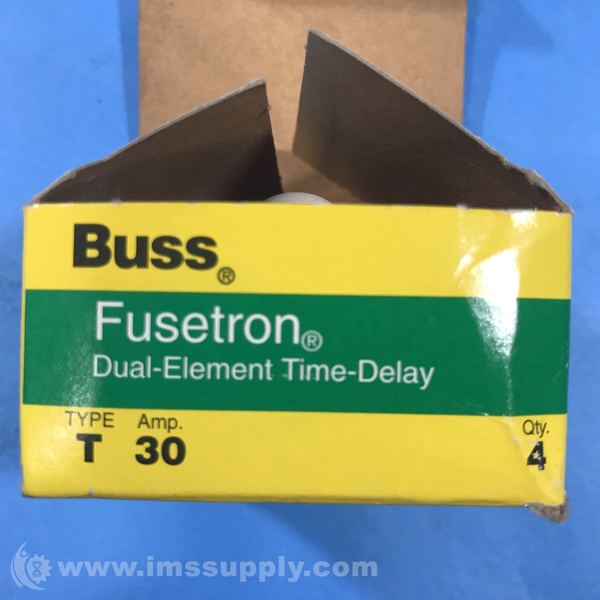 Buss®
Fusetron®
Dual-Element Time-Delay
TYPE Amp. Qty.
T 30 4
www.imssupply.com